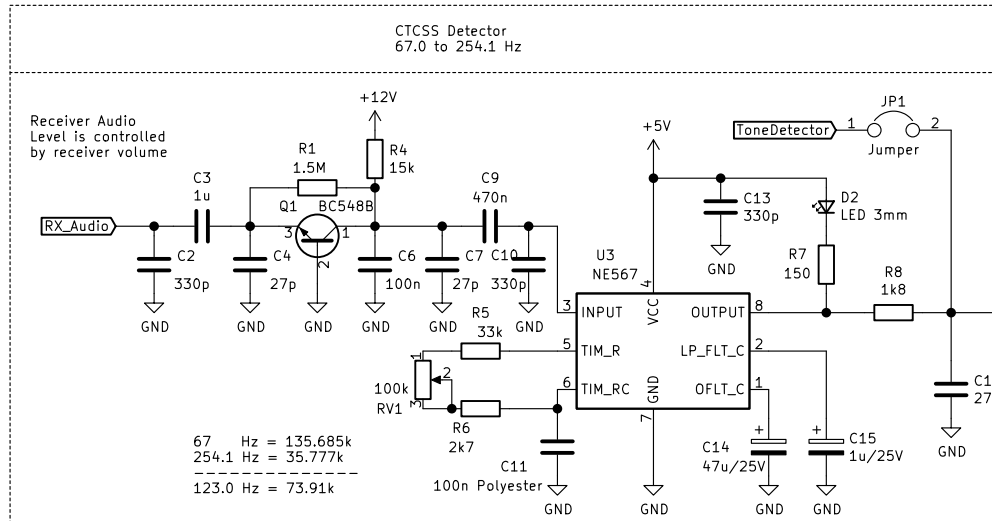 CTCSS Detector
67.0 to 254.1 Hz
Receiver Audio
Level is controlled
by receiver volume
+12V
R4
15k
R1
1.5M
C3
1u
Q1
BC548B
3
1
2
C9
470n
RX_Audio
C2
330p
C4
27p
C6
100n
C7
27p
C10
330p
GND
GND
GND
GND
GND
GND
+5V
C13
330p
GND
ToneDetector
1
2
JP1
Jumper
D2
LED 3mm
R7
150
R8
1k8
U3
NE567
3
INPUT
5
TIM_R
6
TIM_RC
4
VCC
GND
7
OUTPUT
8
LP_FLT_C
2
OFLT_C
1
R5
33k
100k
RV1
1
2
3
R6
2k7
C11
100n Polyester
GND
GND
+
C14
47u/25V
GND
+
C15
1u/25V
GND
C1
27
GND
67 Hz = 135.685k
254.1 Hz = 35.777k
---------------
123.0 Hz = 73.91k